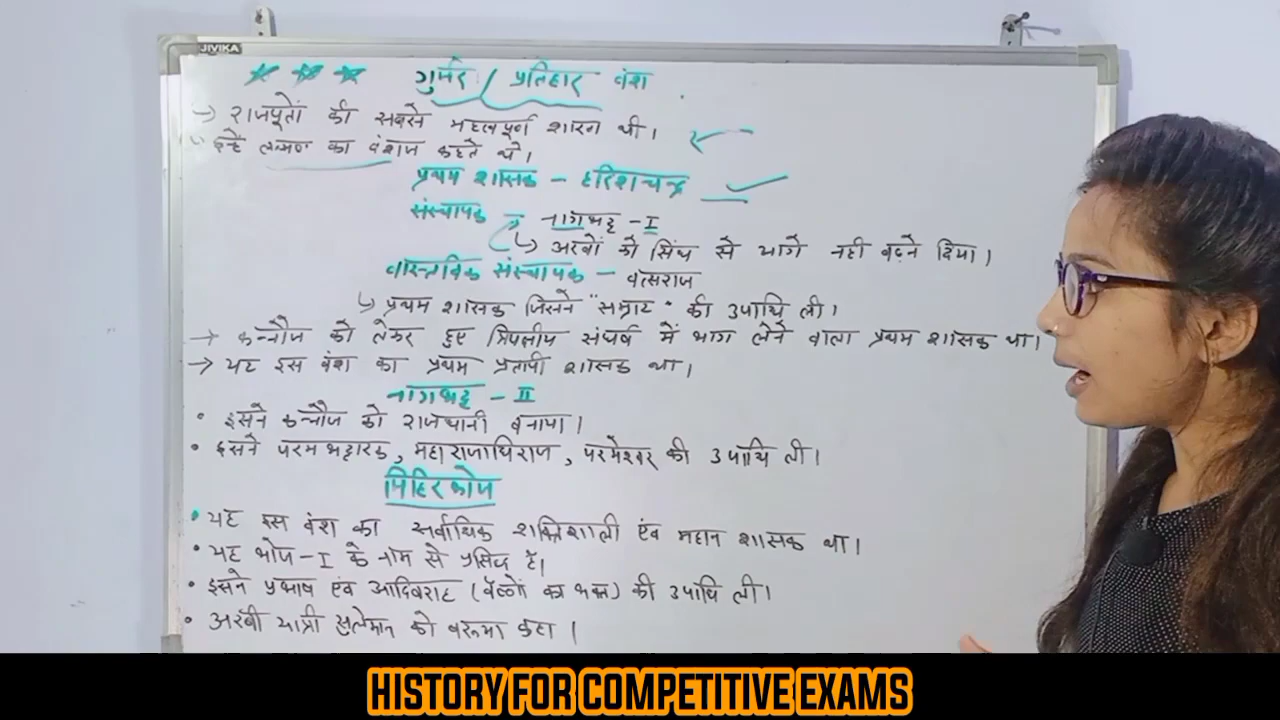 JIVIKA
गुर्जर / प्रतिहार वंश
→ राजपूतों की सबसे महत्वपूर्ण शाखा थी।
इन्हें लक्ष्मण का वंशज कहते थे।
प्रथम शासक - हरिशचन्द्र
संस्थापक → नागभट्ट - I
↳ अरबों को सिंध से आगे नही बढ़ने दिया।
वास्तविक संस्थापक - वत्सराज
↳ प्रथम शासक जिसने "सम्राट" की उपाधि ली।
→ कन्नौज को लेकर हुए त्रिपक्षीय संघर्ष में भाग लेने वाला प्रथम शासक था।
→ यह इस वंश का प्रथम प्रतापी शासक था।
नागभट्ट - II
• इसने कन्नौज को राजधानी बनाया।
• इसने परमभट्टारक, महाराजाधिराज, परमेश्वर की उपाधि ली।
मिहिरभोज
• यह इस वंश का सर्वाधिक शक्तिशाली एंव महान शासक था।
• यह भोज-I के नाम से प्रसिद्ध हैं।
• इसने प्रभाष एवं आदिवराह ( का भक्त) की उपाधि ली।
• अरबी यात्री सुलेमान को कहा।
HISTORY FOR COMPETITIVE EXAMS